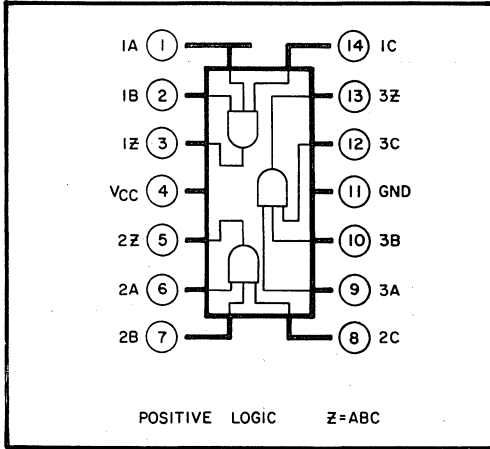 1A 1 14 1C
1B 2 13 3Z
1Z 3 12 3C
VCC 4 11 GND
2Z 5 10 3B
2A 6 9 3A
2B 7 8 2C
POSITIVE LOGIC Z=ABC